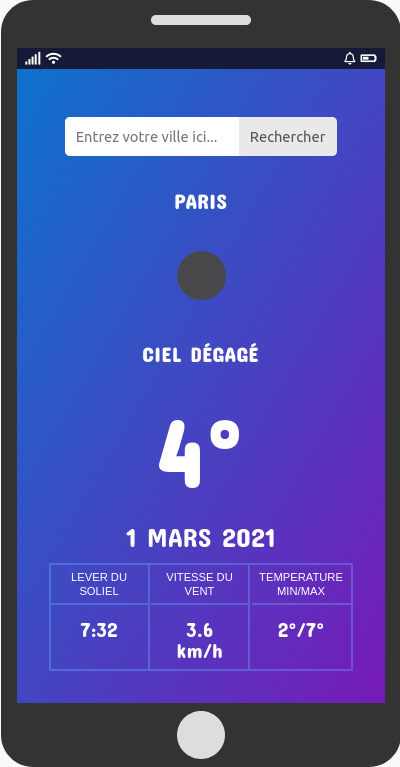 Entrez votre ville ici... Rechercher
PARIS
CIEL DÉGAGÉ
4°
1 MARS 2021
LEVER DU
SOLIEL
VITESSE DU
VENT
TEMPERATURE
MIN/MAX
7:32
3.6
km/h
2°/7°